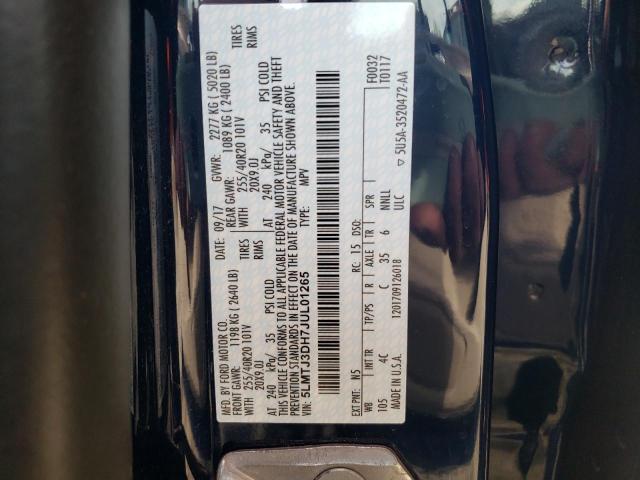 MFD. BY FORD MOTOR CO.
DATE: 09/17 GVWR: 2277 KG ( 5020 LB)
FRONT GAWR: 1198 KG ( 2640 LB) REAR GAWR: 1089 KG ( 2400 LB)
WITH 255/40R20 101V TIRES WITH 255/40R20 101V TIRES
20X9.0J RIMS 20X9.0J RIMS
AT 240 kPa/ 35 PSI COLD AT 240 kPa/ 35 PSI COLD
THIS VEHICLE CONFORMS TO ALL APPLICABLE FEDERAL MOTOR VEHICLE SAFETY AND THEFT
PREVENTION STANDARDS IN EFFECT ON THE DATE OF MANUFACTURE SHOWN ABOVE.
VIN: 5LMTJ3DH7JUL01265 TYPE: MPV
F0032
T0117
EXT PNT: N5 RC: 15 DSO:
WB INT TR TP/PS R AXLE TR SPR
105 4C C 35 6 NNLL
ULC
MADE IN U.S.A. 1201709126018 ▽ 5U5A-3520472-AA